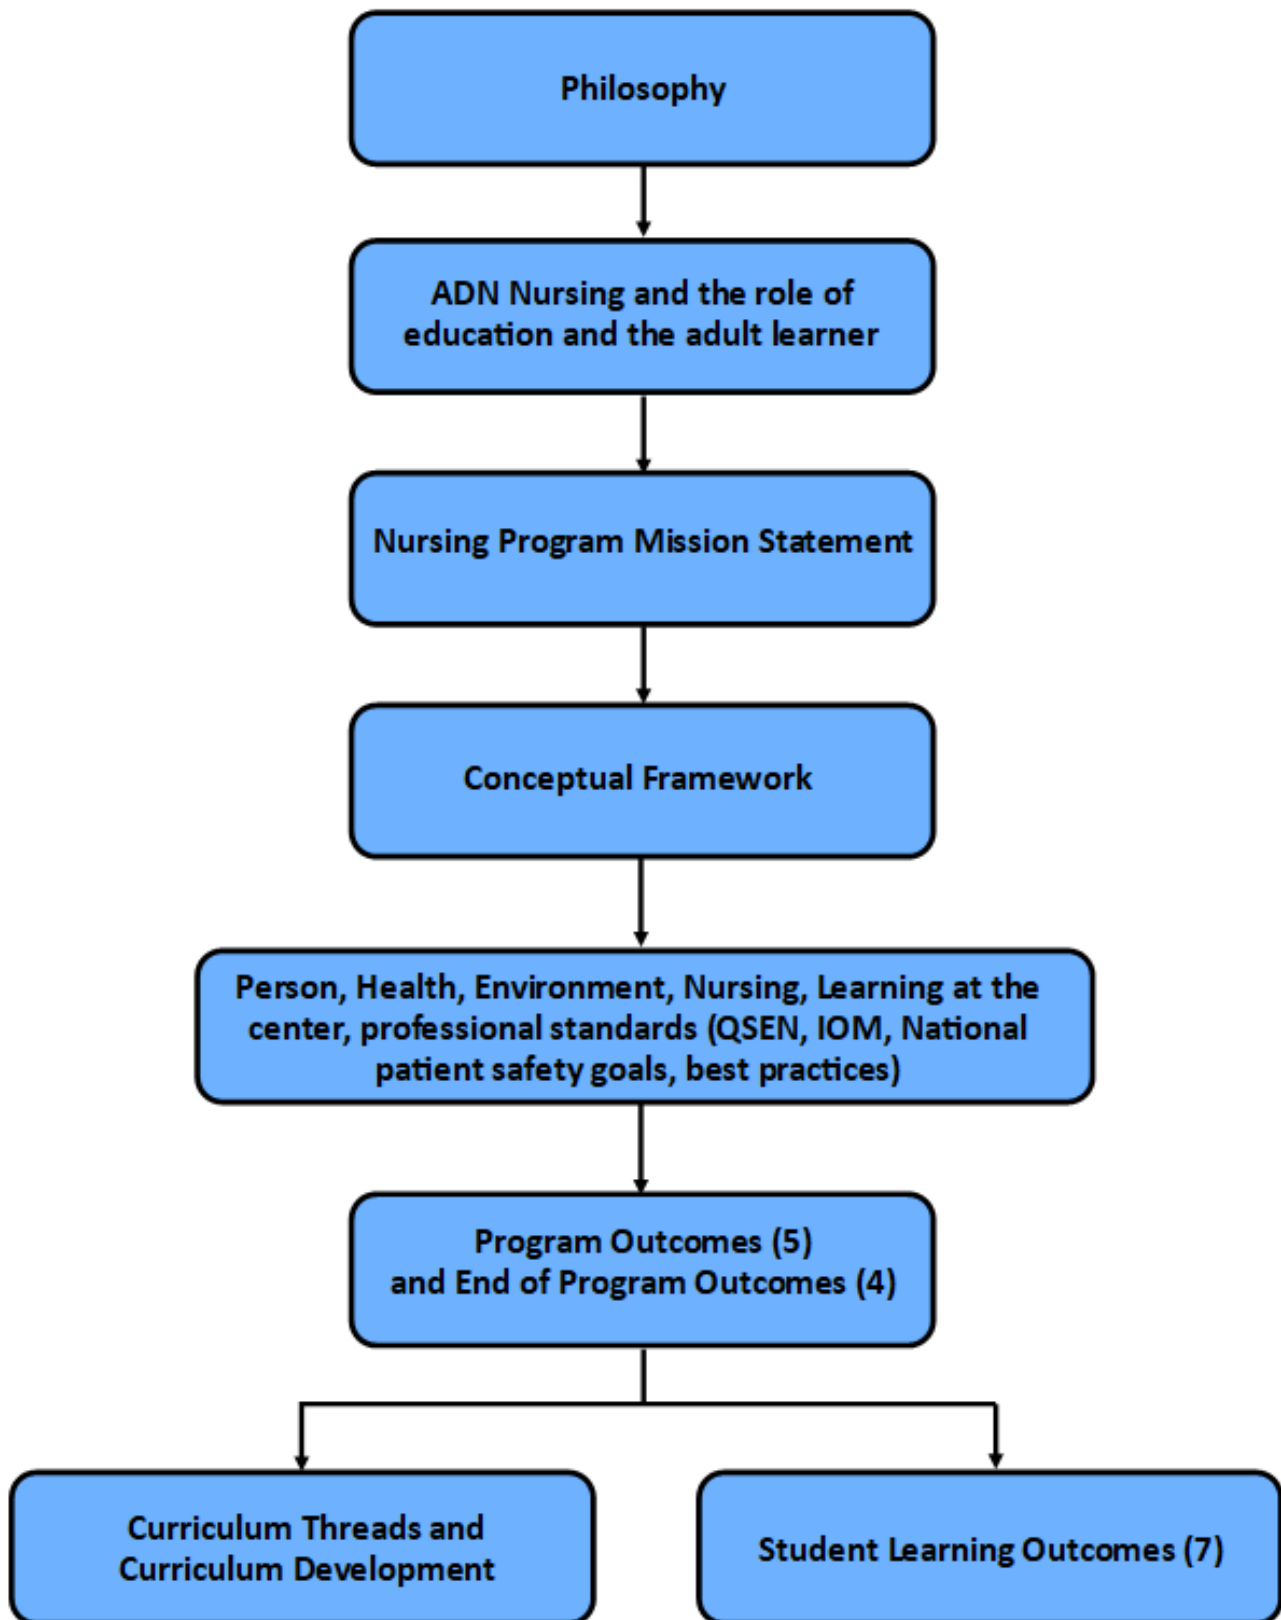 Philosophy
ADN Nursing and the role of
education and the adult learner
Nursing Program Mission Statement
Conceptual Framework
Person, Health, Environment, Nursing, Learning at the
center, professional standards (QSEN, IOM, National
patient safety goals, best practices)
Program Outcomes (5)
and End of Program Outcomes (4)
Curriculum Threads and
Curriculum Development
Student Learning Outcomes (7)